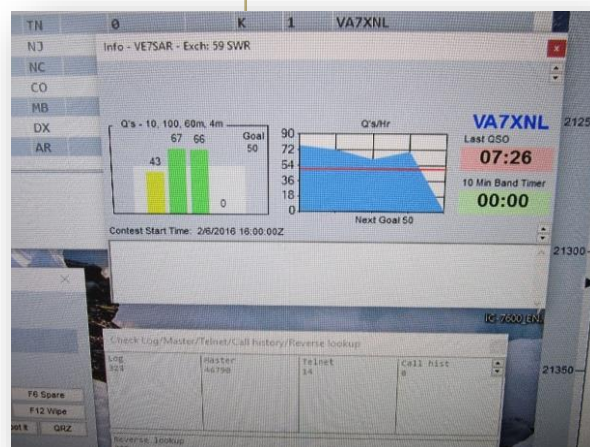 TN 0 K 1 VA7XNL
NJ
NC
CO
MB
DX
AR
Info - VE7SAR - Exch: 59 SWR
Q's - 10, 100, 60m, 4m
Goal
50
43 67 66 0
Q's/Hr
90
72
54
36
18
0
Next Goal 50
VA7XNL
Last QSO
07:26
10 Min Band Timer
00:00
Contest Start Time: 2/6/2016 16:00:00Z
2125
21300
21350
Check Log/Master/Telnet/Call history/Reverse lookup
Log Master Telnet Call hist
46790 14 0
Reverse lookup
F6 Spare
F12 Wipe
QRZ